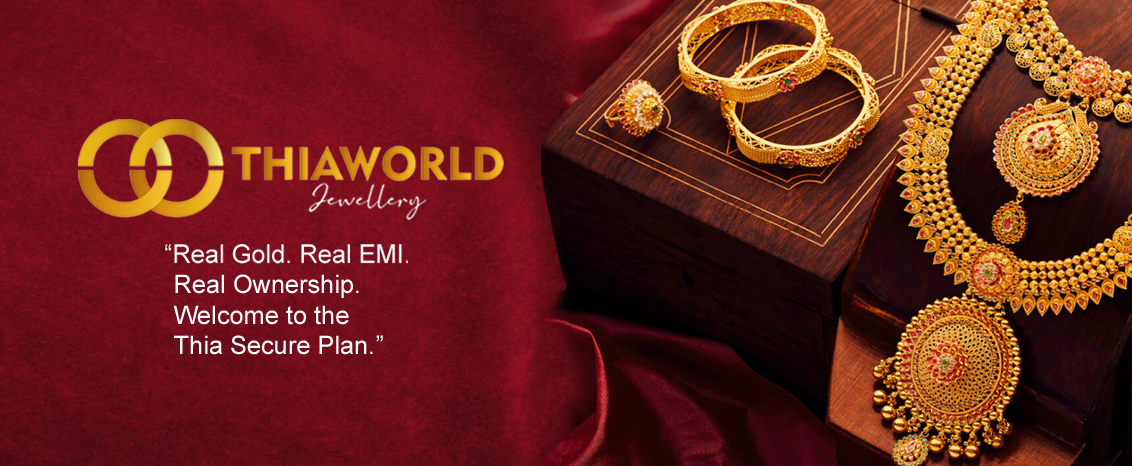 THIAWORLD
Jewellery
“Real Gold. Real EMI.
Real Ownership.
Welcome to the
Thia Secure Plan.”